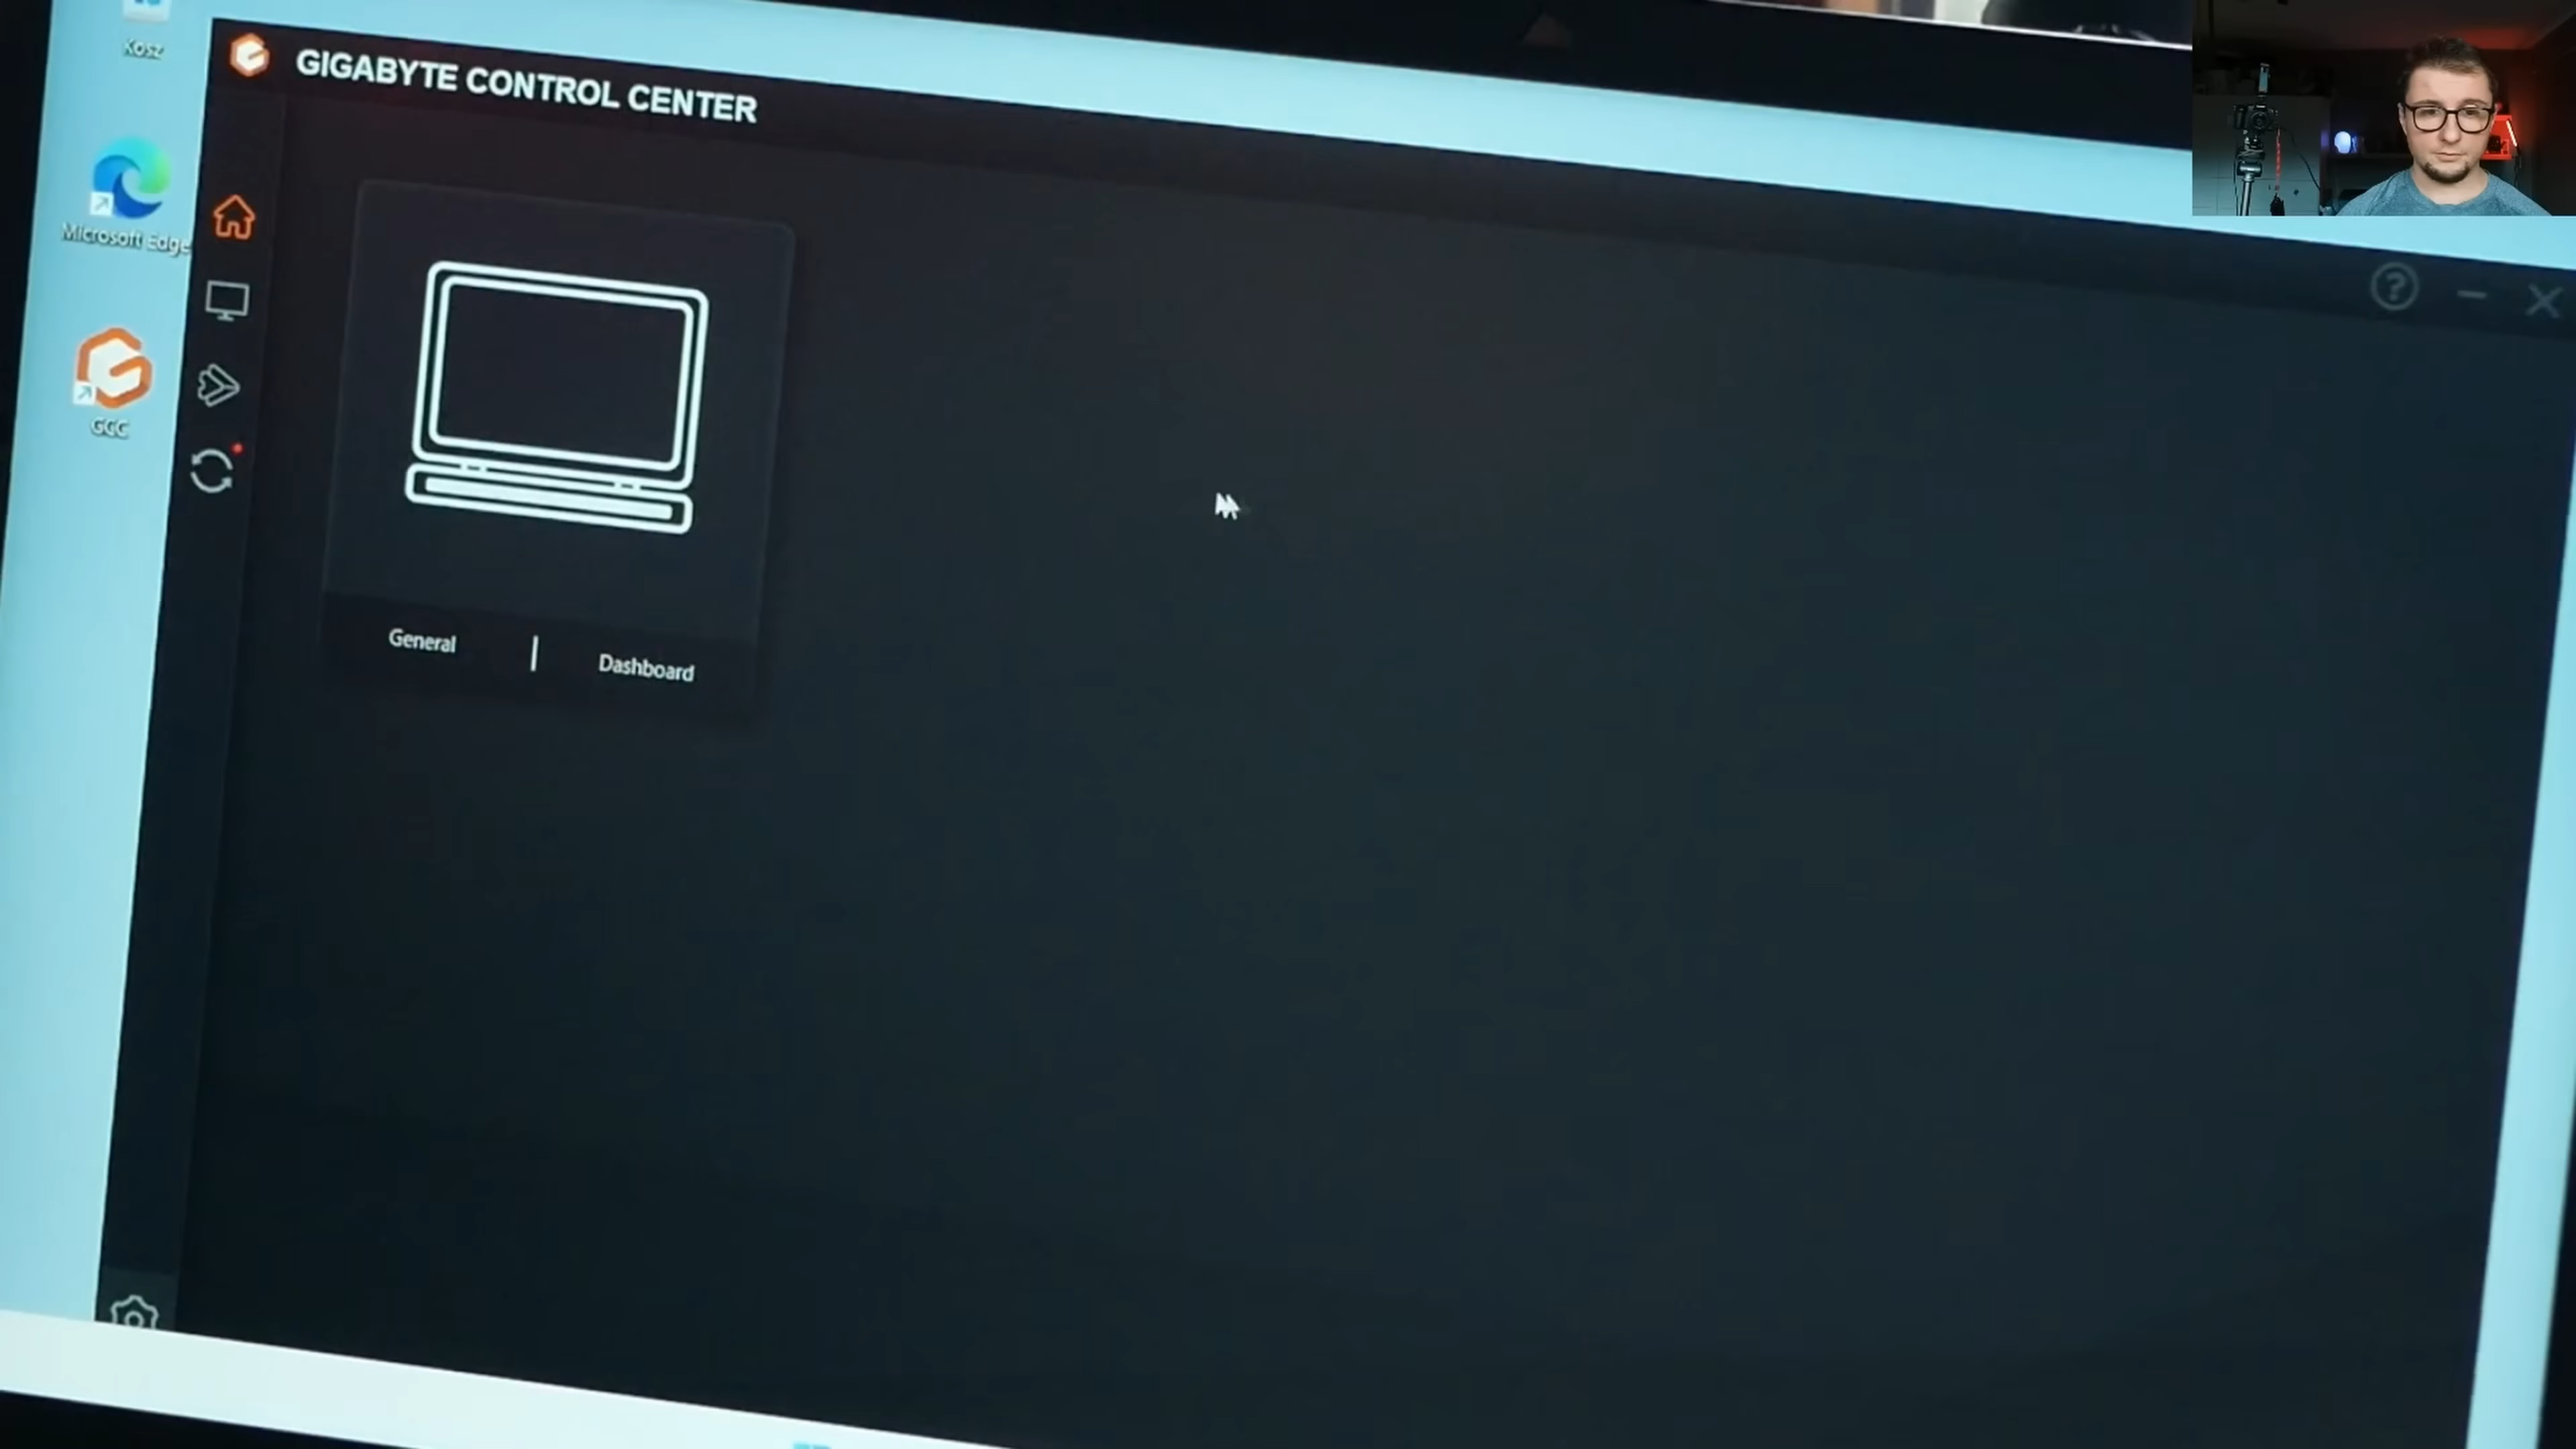 Kosz
GIGABYTE CONTROL CENTER
Microsoft Edge
GCC
General | Dashboard